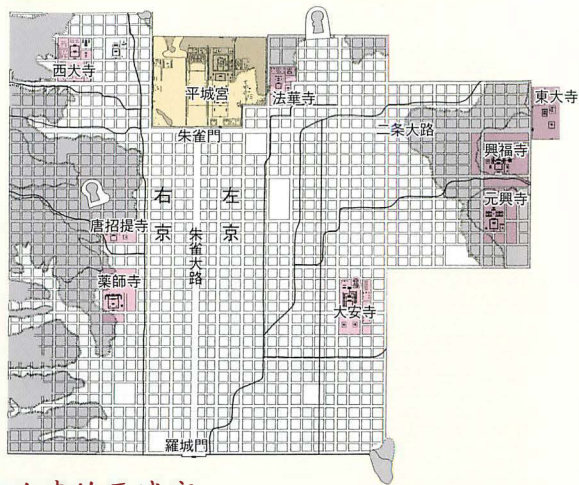 西大寺
平城宮
法華寺
東大寺
朱雀門
二条大路
興福寺
元興寺
右京
左京
唐招提寺
朱雀大路
薬師寺
大安寺
羅城門